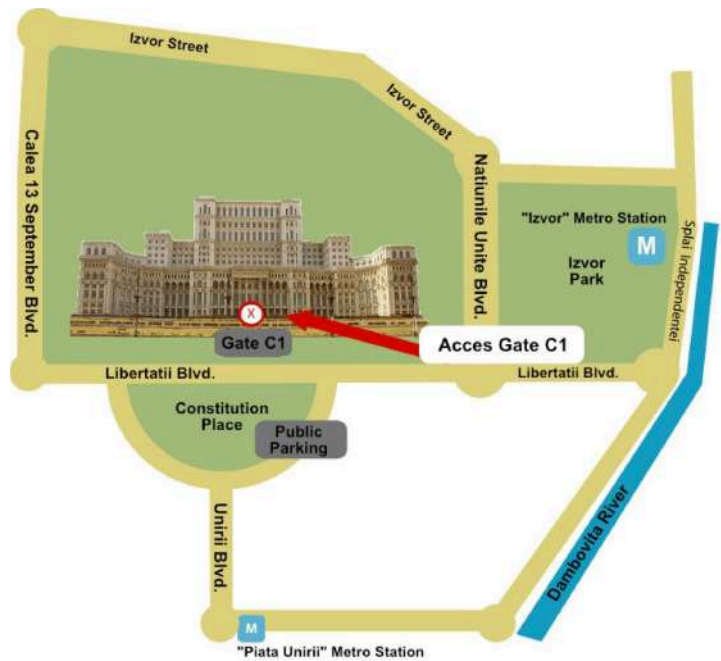 Izvor Street
Izvor Street
Calea 13 September Blvd.
Natiunile Unite Blvd.
"Izvor" Metro Station
M
Izvor
Park
Splai Independentei
X
Gate C1
Acces Gate C1
Libertatii Blvd.
Libertatii Blvd.
Constitution
Place
Public
Parking
Unirii Blvd.
Dambovita River
M
"Piata Unirii" Metro Station